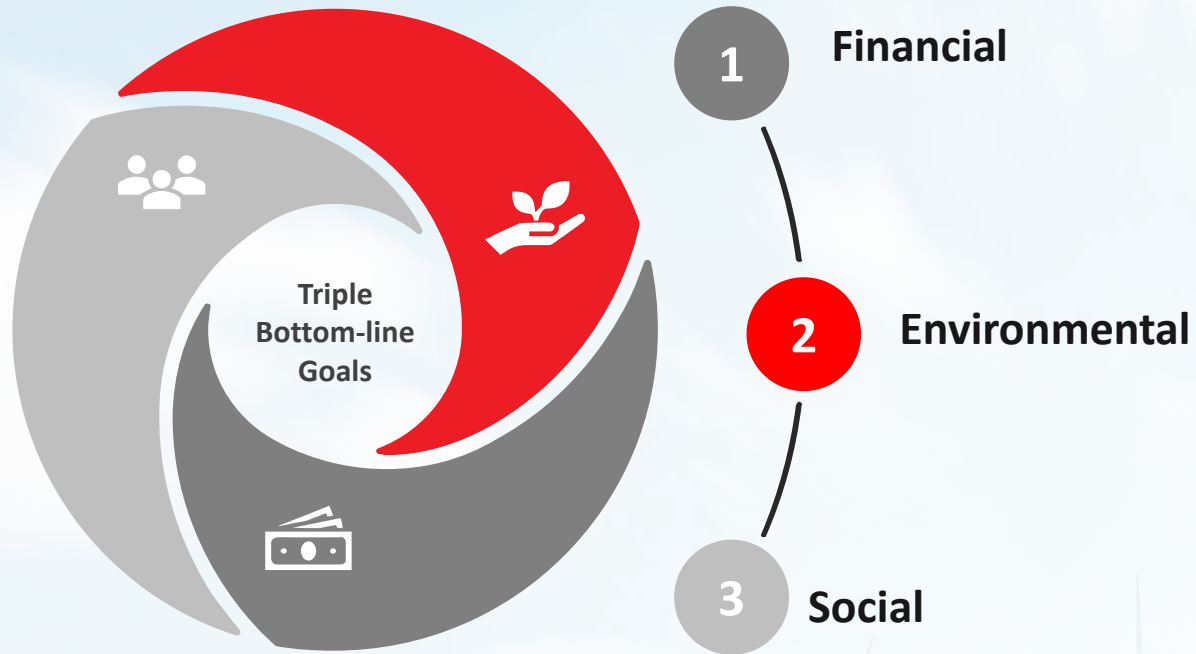 Triple
Bottom-line
Goals
1
Financial
2
Environmental
3
Social